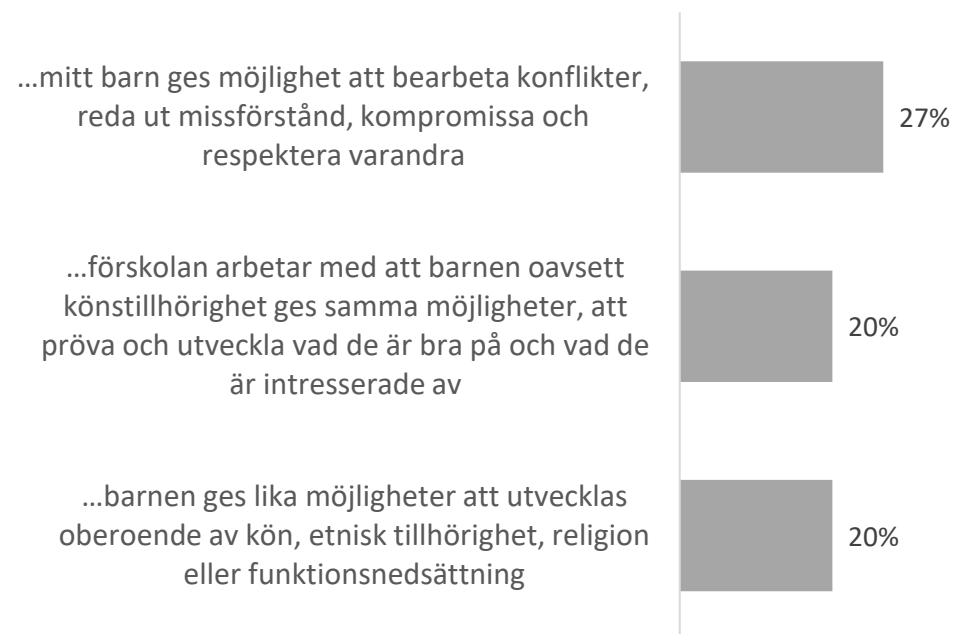 …mitt barn ges möjlighet att bearbeta konflikter,
reda ut missförstånd, kompromissa och
respektera varandra
27%
…förskolan arbetar med att barnen oavsett
könstillhörighet ges samma möjligheter, att
pröva och utveckla vad de är bra på och vad de
är intresserade av
20%
…barnen ges lika möjligheter att utvecklas
oberoende av kön, etnisk tillhörighet, religion
eller funktionsnedsättning
20%